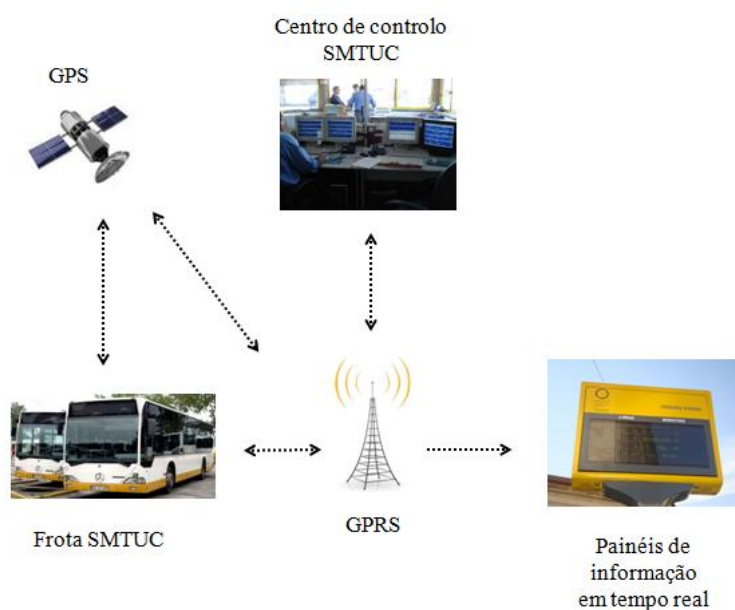 Centro de controlo
SMTUC
GPS
Frota SMTUC
GPRS
Painéis de
informação
em tempo real